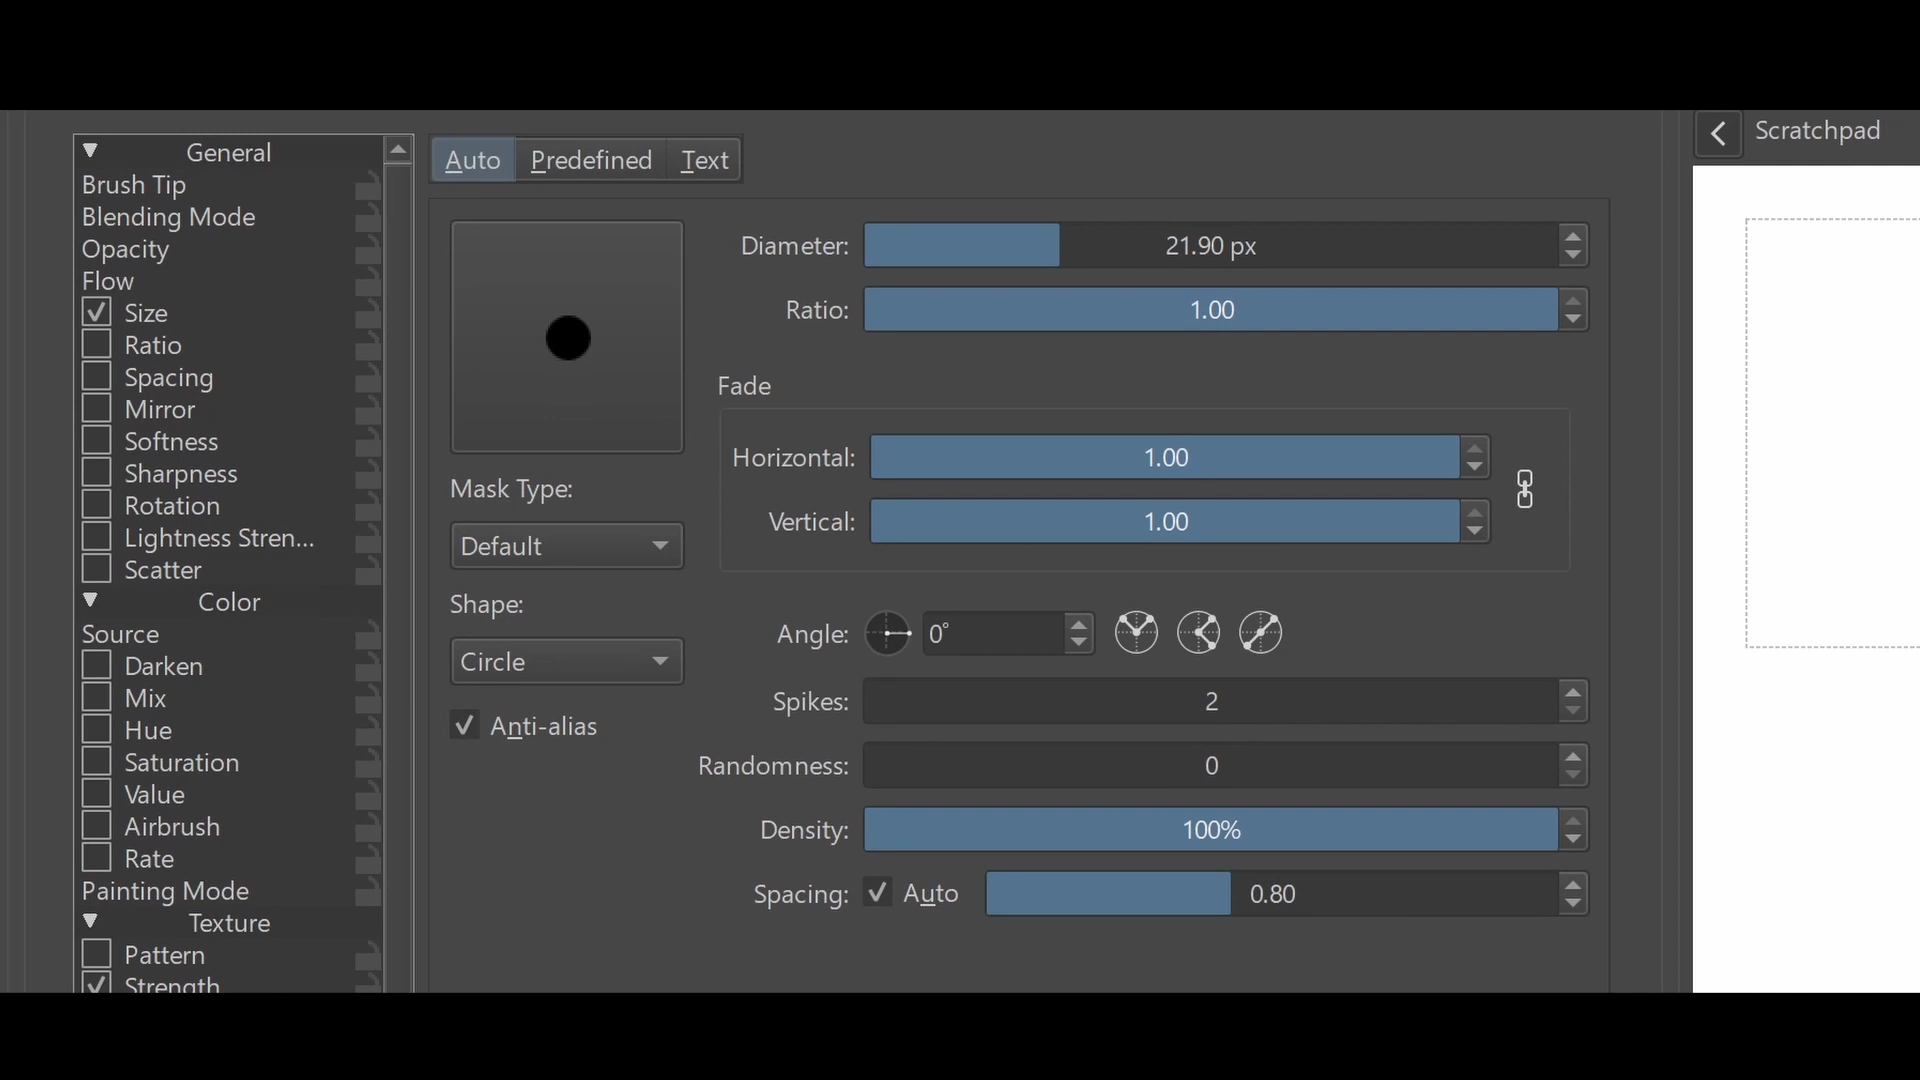 General
Brush Tip
Blending Mode
Opacity
Flow
Size
Ratio
Spacing
Mirror
Softness
Sharpness
Rotation
Lightness Stren...
Scatter
Color
Source
Darken
Mix
Hue
Saturation
Value
Airbrush
Rate
Painting Mode
Texture
Pattern
Strength
Auto Predefined Text
Mask Type:
Default
Shape:
Circle
Anti-alias
Diameter: 21.90 px
Ratio: 1.00
Fade
Horizontal: 1.00
Vertical: 1.00
Angle: 0°
Spikes: 2
Randomness: 0
Density: 100%
Spacing: Auto 0.80
Scratchpad